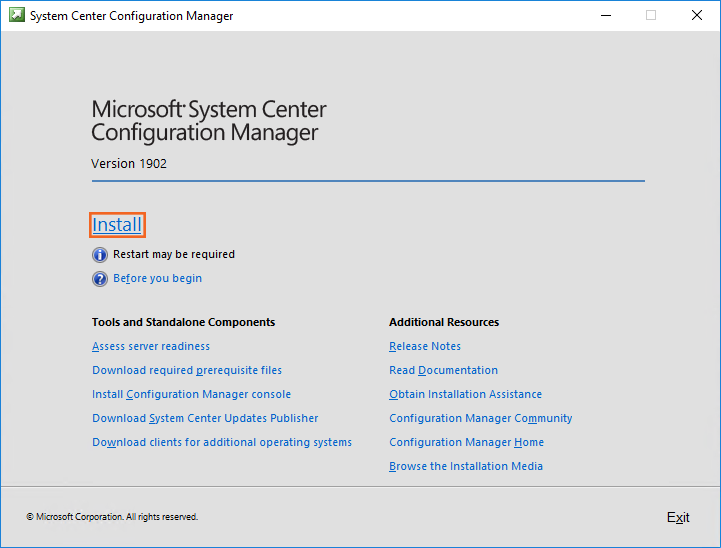 System Center Configuration Manager
Microsoft® System Center
Configuration Manager
Version 1902
Install
Restart may be required
Before you begin
Tools and Standalone Components
Assess server readiness
Download required prerequisite files
Install Configuration Manager console
Download System Center Updates Publisher
Download clients for additional operating systems
Additional Resources
Release Notes
Read Documentation
Obtain Installation Assistance
Configuration Manager Community
Configuration Manager Home
Browse the Installation Media
© Microsoft Corporation. All rights reserved.
Exit